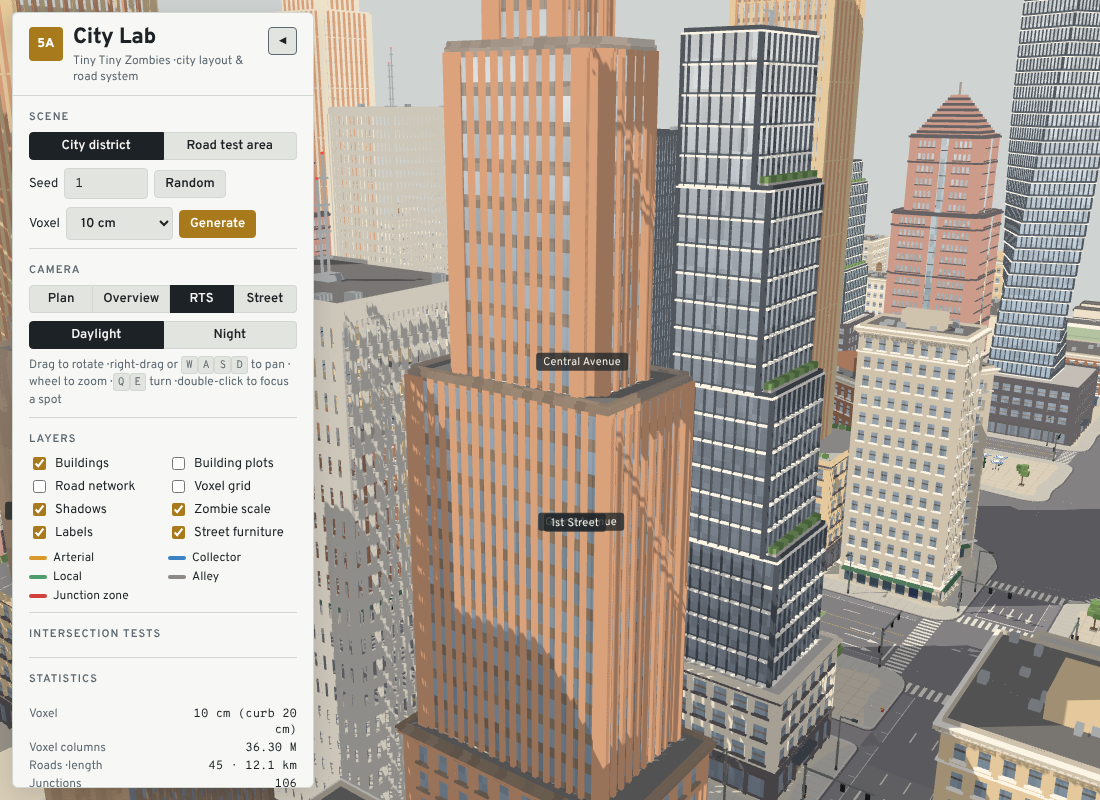 5A
City Lab
Tiny Tiny Zombies · city layout &
road system
◄
SCENE
City district
Road test area
Seed
1
Random
Voxel
10 cm
Generate
CAMERA
Plan
Overview
RTS
Street
Daylight
Night
Drag to rotate · right-drag or W A S D to pan ·
wheel to zoom · Q E turn · double-click to focus
a spot
LAYERS
Buildings
Building plots
Road network
Voxel grid
Shadows
Zombie scale
Labels
Street furniture
Arterial
Collector
Local
Alley
Junction zone
INTERSECTION TESTS
STATISTICS
Voxel
10 cm (curb 20
cm)
Voxel columns
36.30 M
Roads · length
45 · 12.1 km
Junctions
106
Central Avenue
1st Street